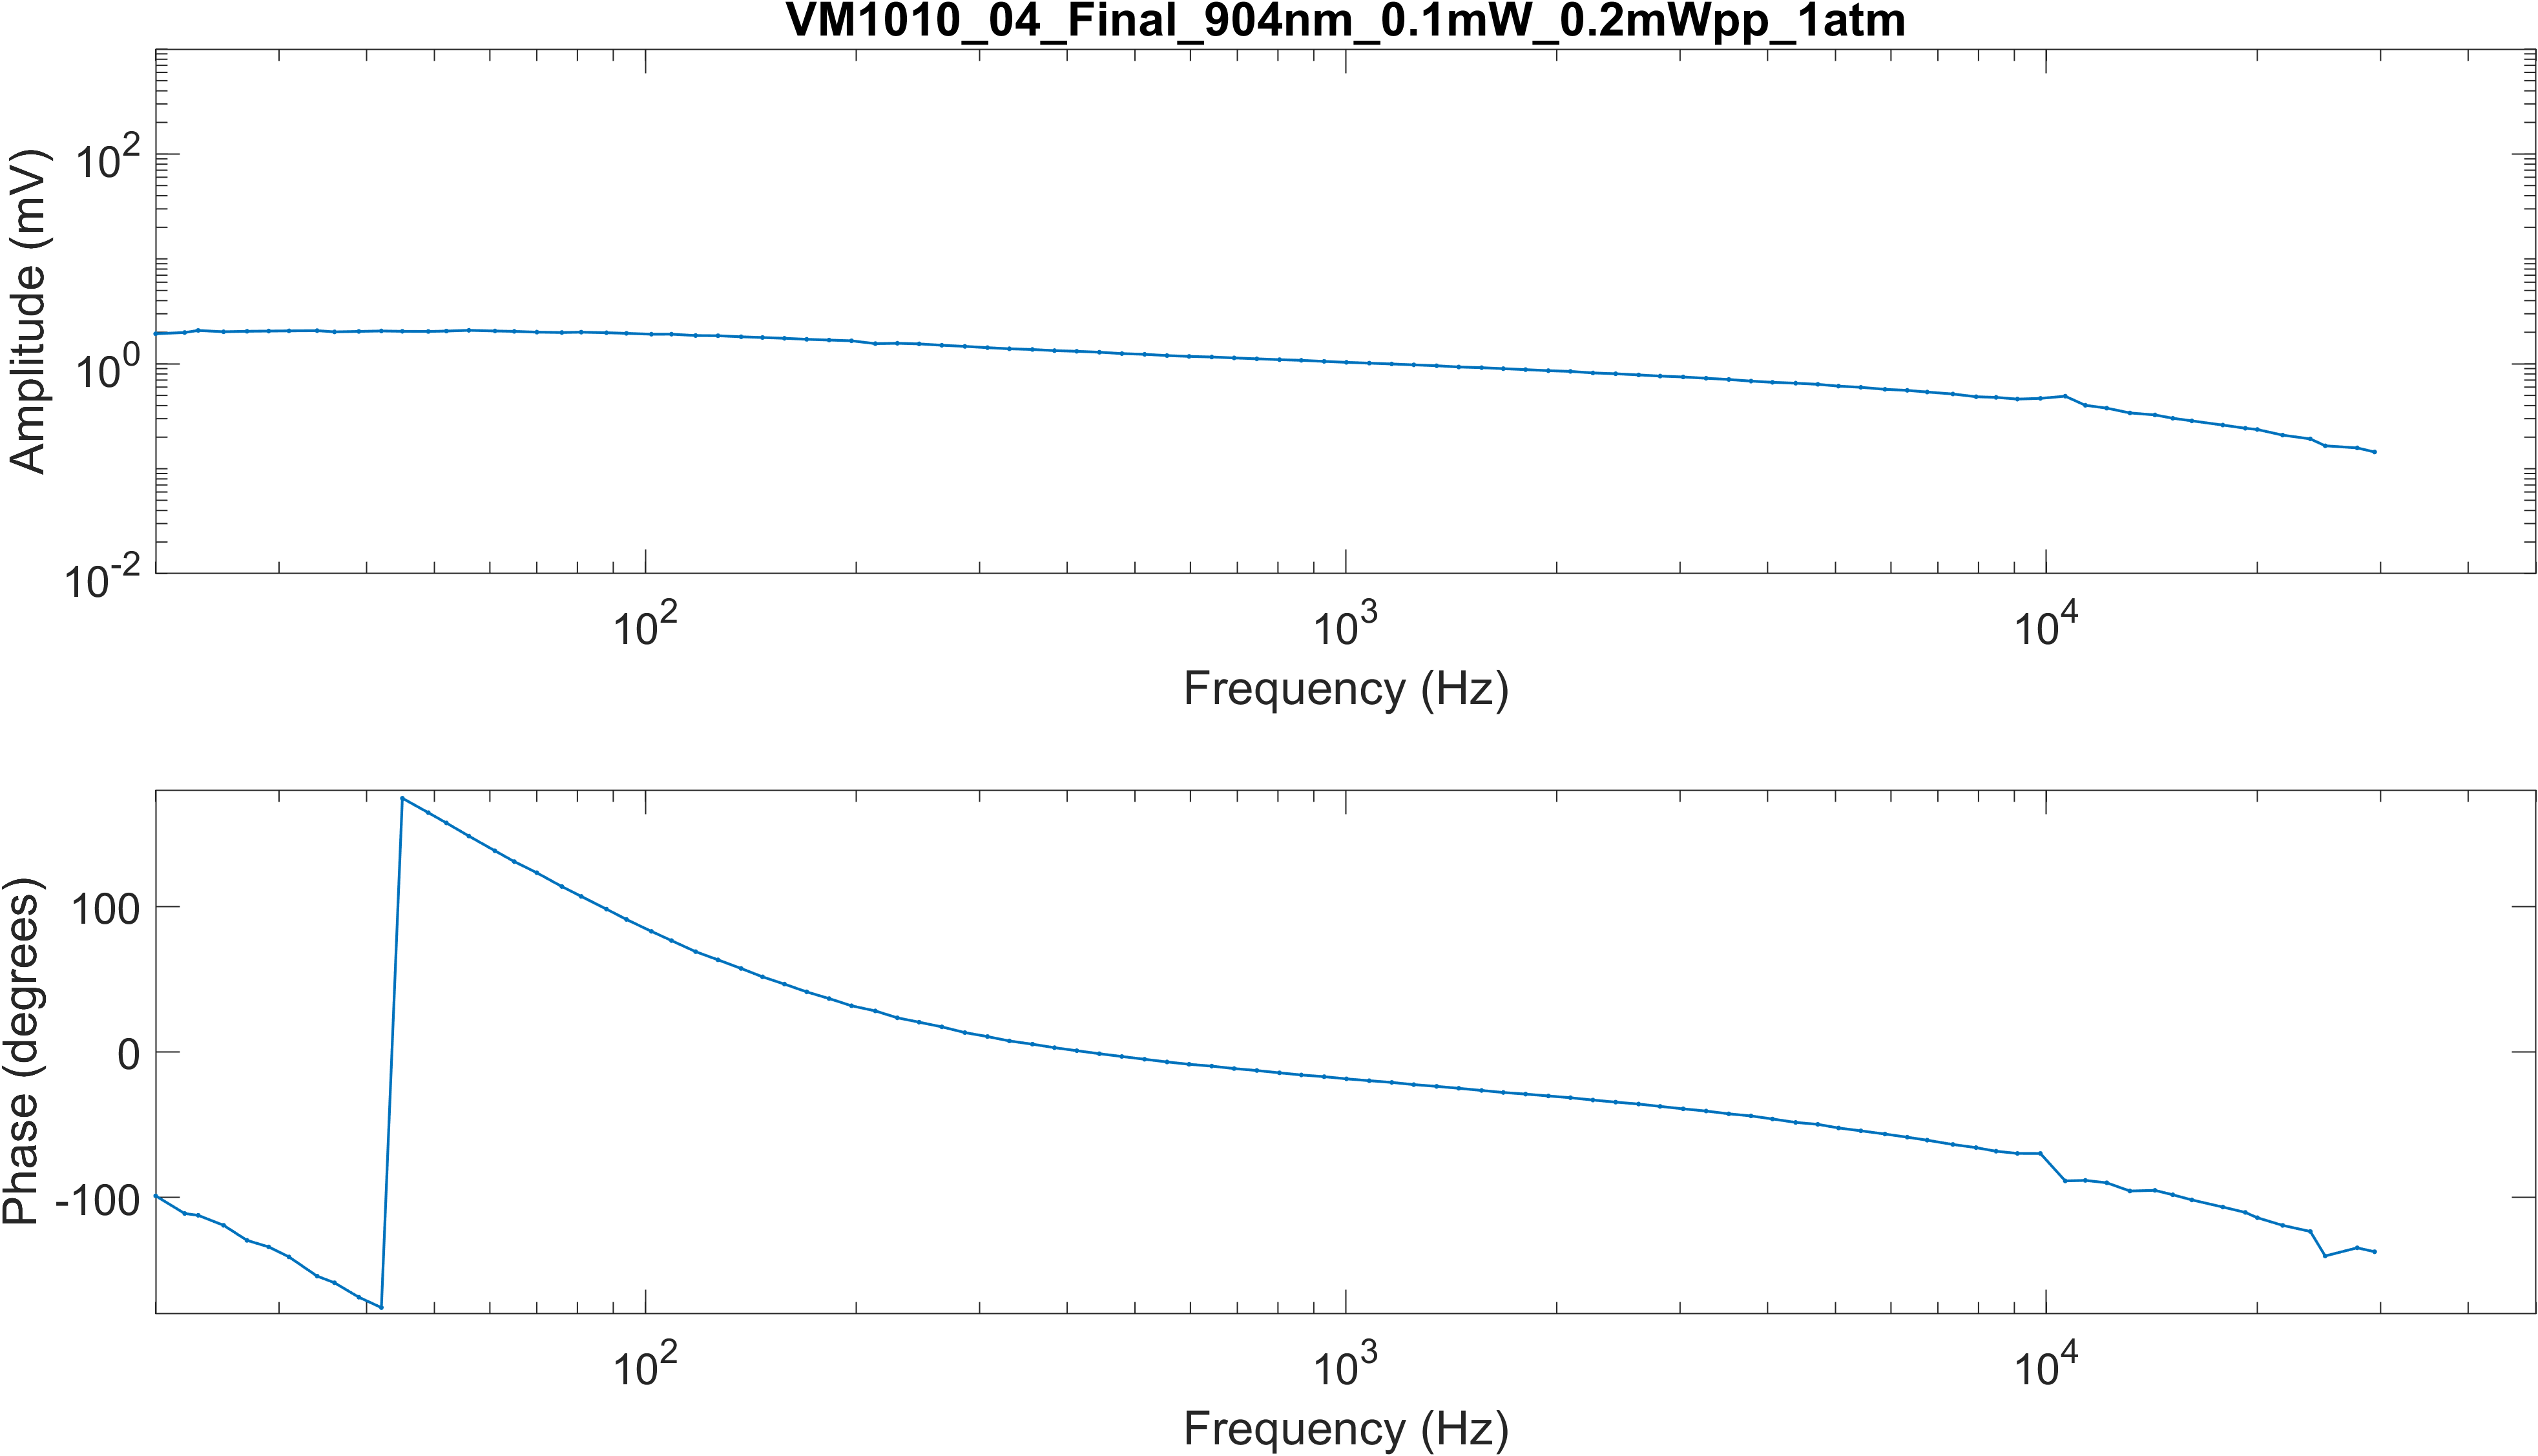 VM1010_04_Final_904nm_0.1mW_0.2mWpp_1atm
Amplitude (mV)
10^2
10^0
10^-2
10^2 10^3 10^4
Frequency (Hz)
Phase (degrees)
100
0
-100
10^2 10^3 10^4
Frequency (Hz)